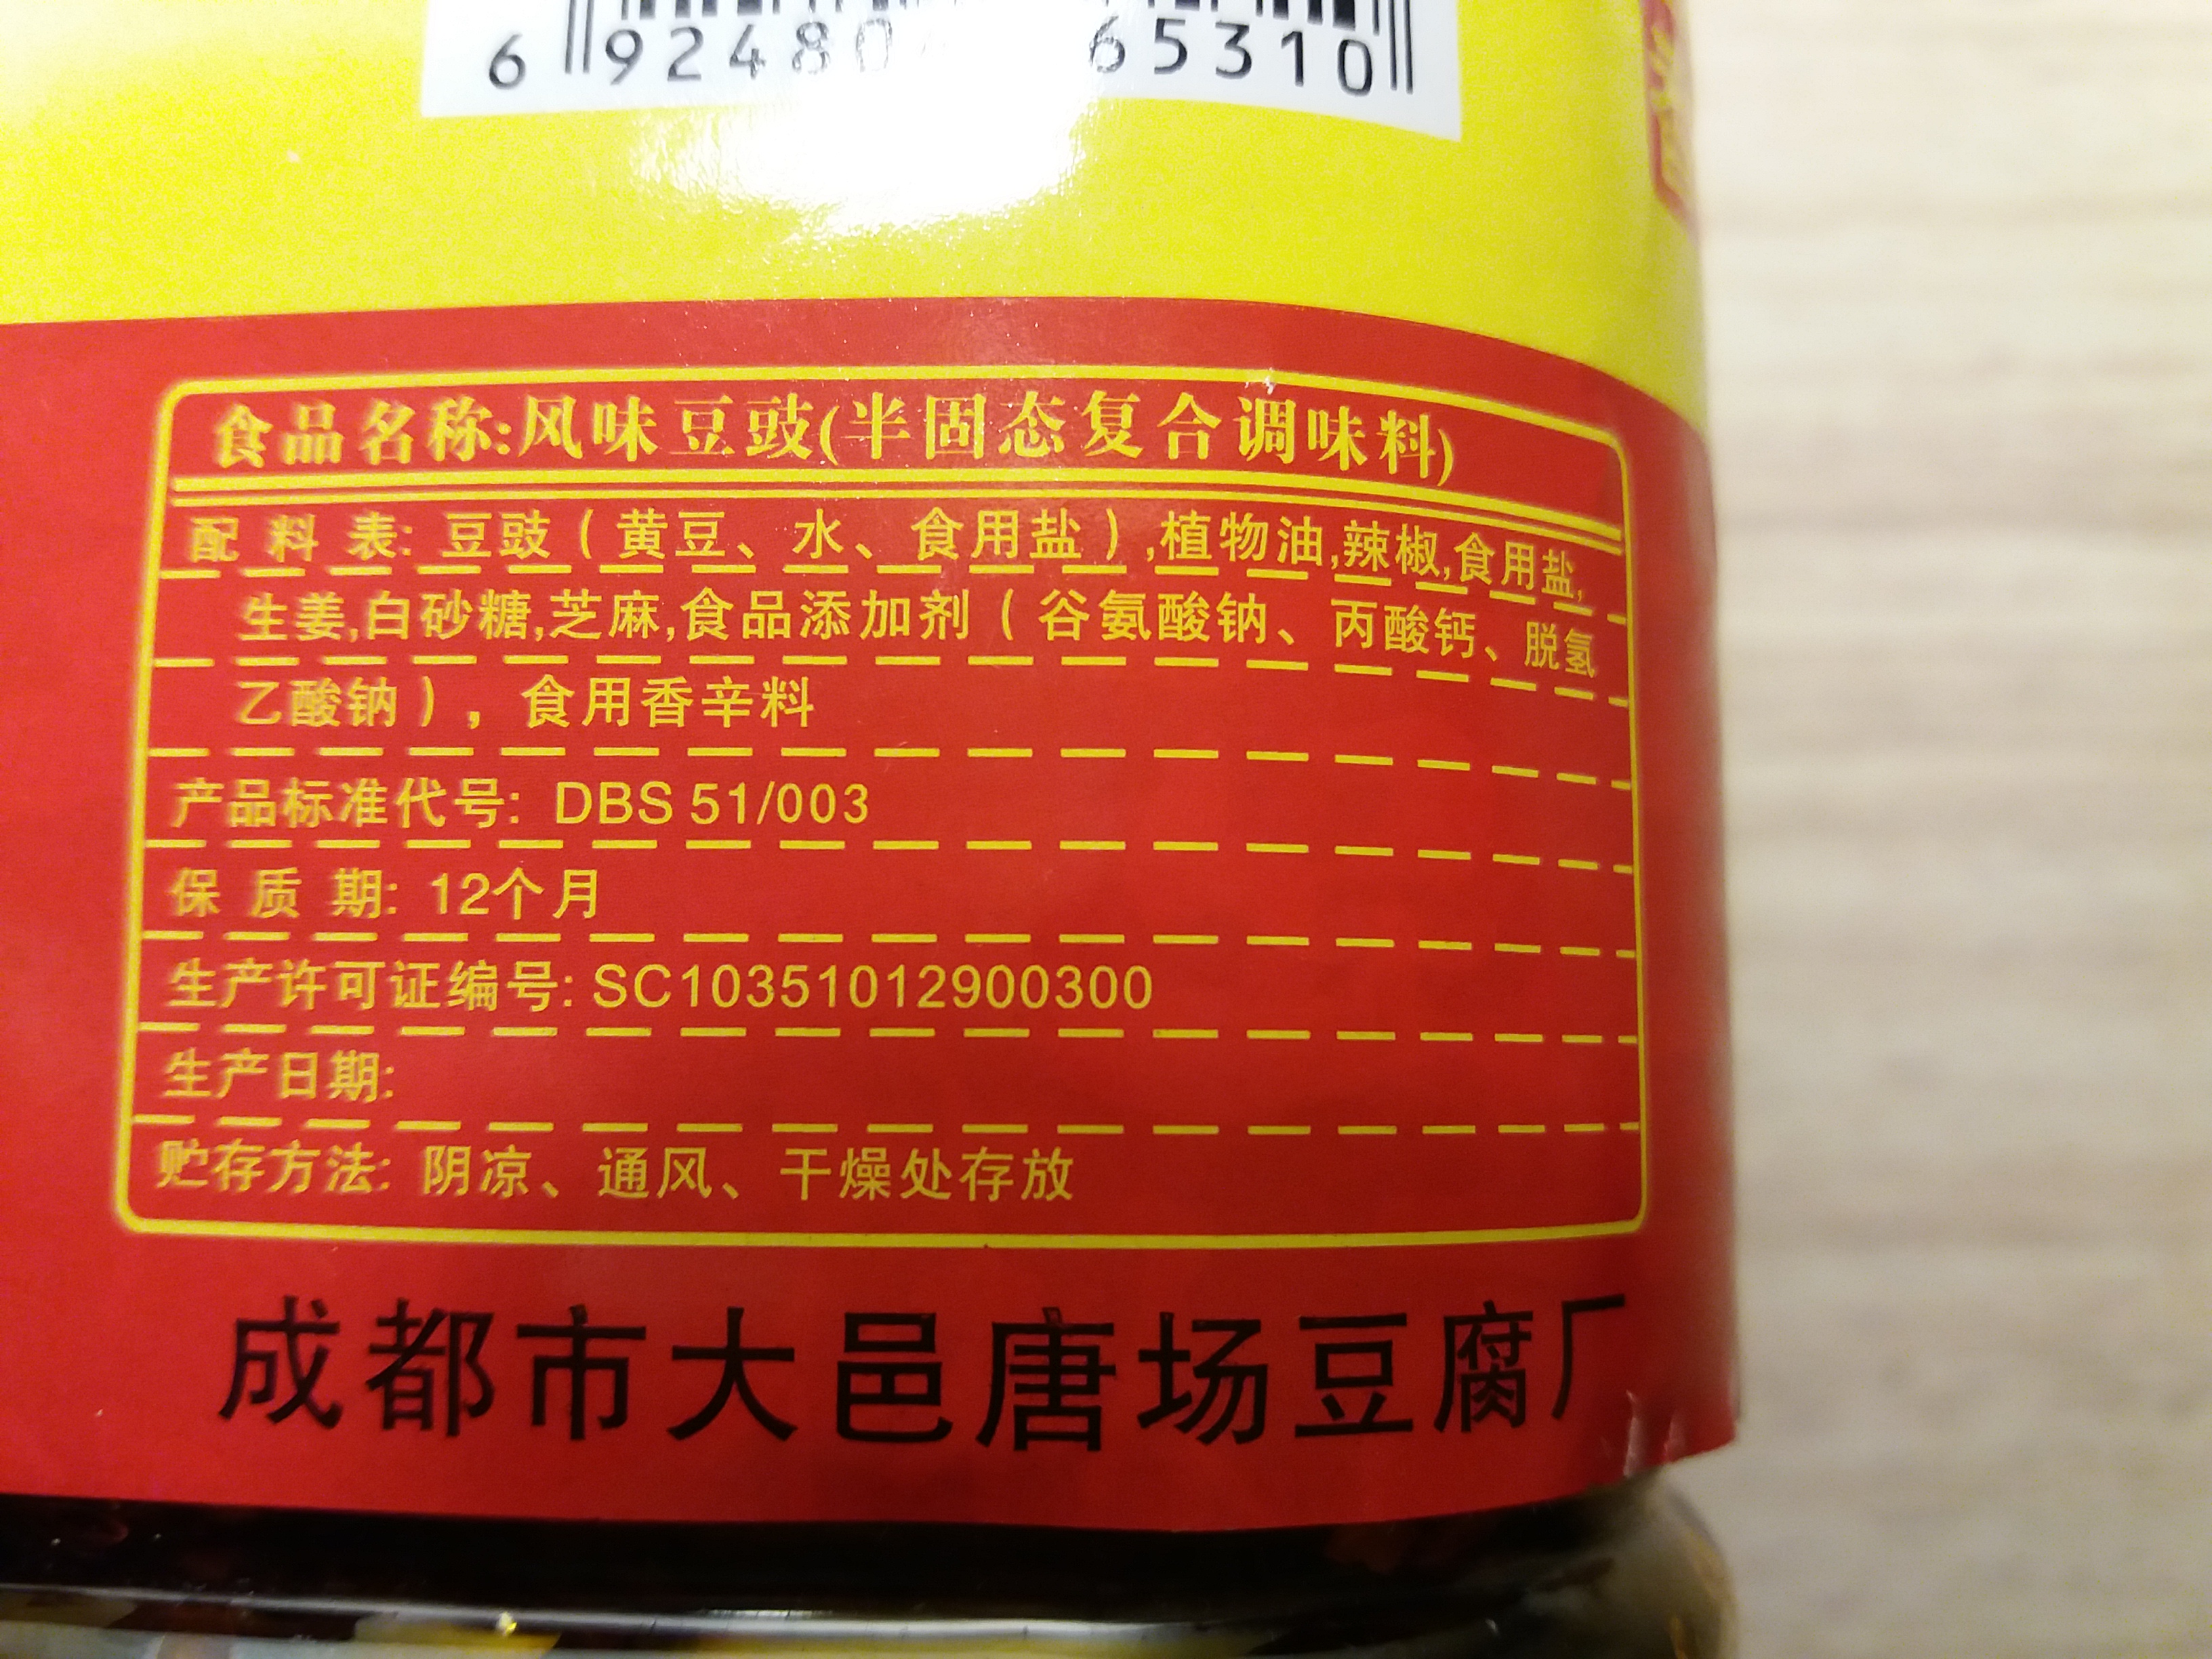 6 92480 65310
食品名称:风味豆豉(半固态复合调味料)
配 料 表: 豆豉（黄豆、水、食用盐）,植物油,辣椒,食用盐,
生姜,白砂糖,芝麻,食品添加剂（谷氨酸钠、丙酸钙、脱氢
乙酸钠），食用香辛料
产品标准代号: DBS 51/003
保 质 期: 12个月
生产许可证编号: SC10351012900300
生产日期:
贮存方法: 阴凉、通风、干燥处存放
成都市大邑唐场豆腐厂